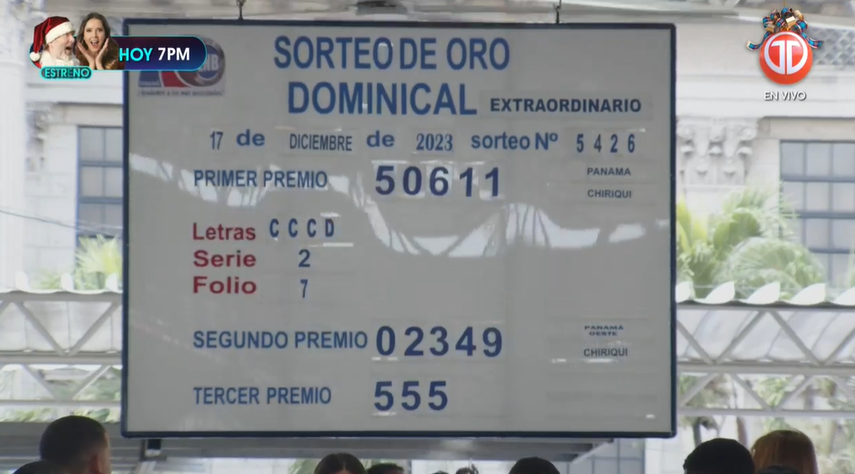 HOY 7PM
ESTRENO
EN VIVO
SORTEO DE ORO
DOMINICAL EXTRAORDINARIO
17 de DICIEMBRE de 2023 sorteo Nº 5426
PRIMER PREMIO 50611 PANAMA
CHIRIQUI
Letras CCCD
Serie 2
Folio 7
SEGUNDO PREMIO 02349 PANAMÁ OESTE
CHIRIQUI
TERCER PREMIO 555